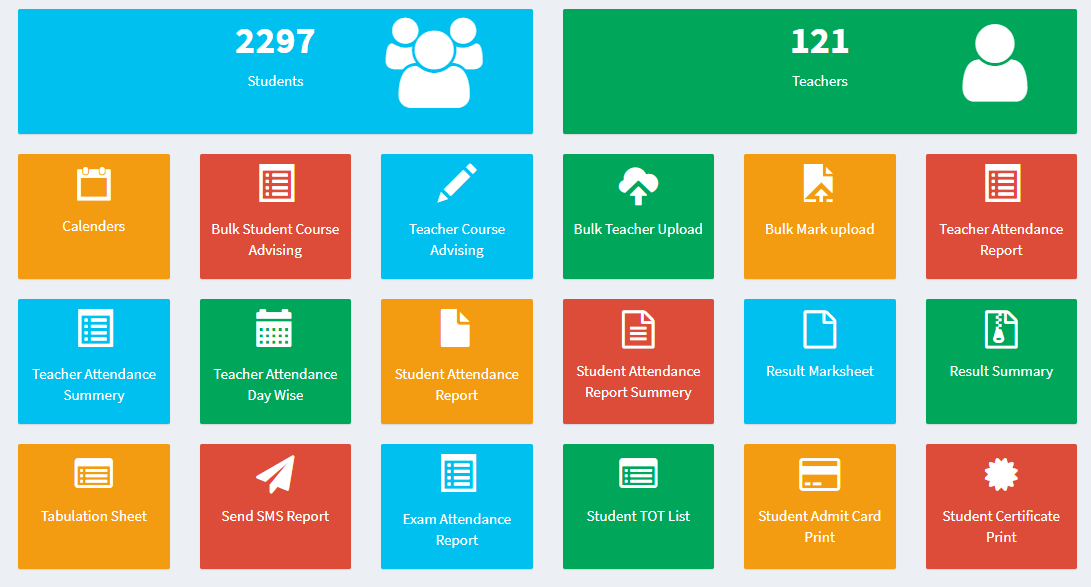 2297
Students
121
Teachers
Calenders
Bulk Student Course
Advising
Teacher Course
Advising
Bulk Teacher Upload
Bulk Mark upload
Teacher Attendance
Report
Teacher Attendance
Summery
Teacher Attendance
Day Wise
Student Attendance
Report
Student Attendance
Report Summery
Result Marksheet
Result Summary
Tabulation Sheet
Send SMS Report
Exam Attendance
Report
Student TOT List
Student Admit Card
Print
Student Certificate
Print